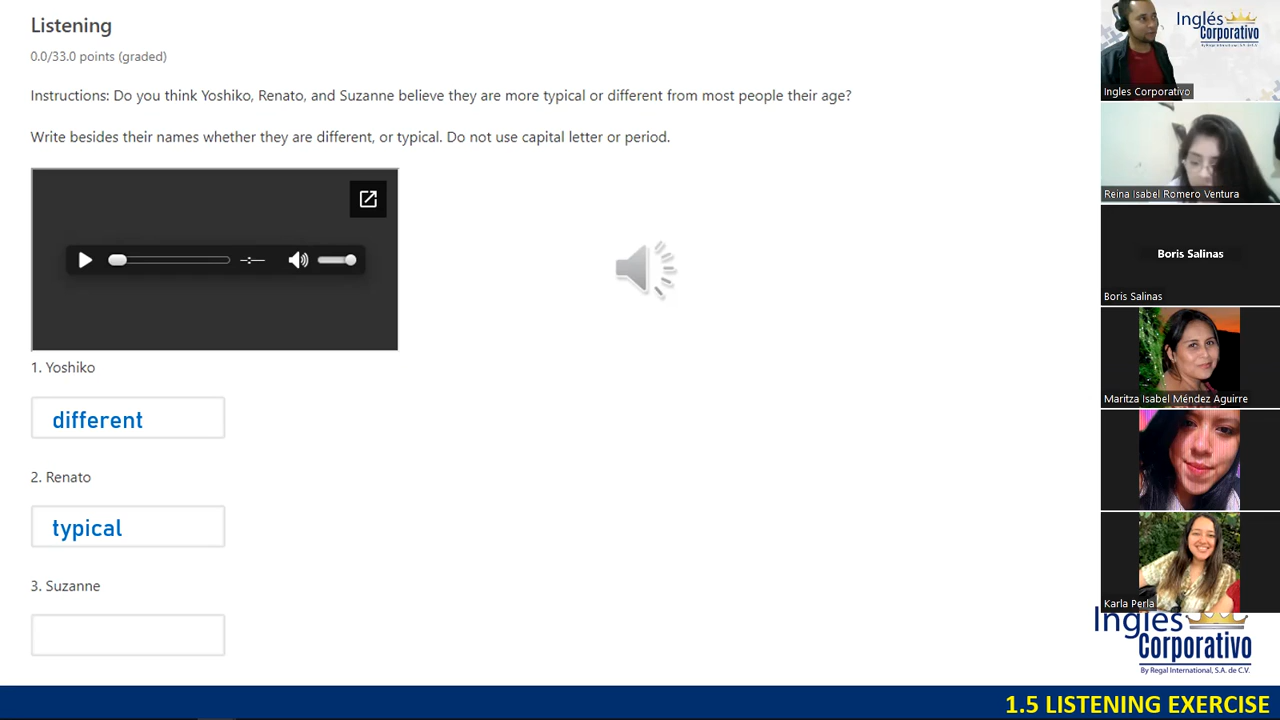 Listening
0.0/33.0 points (graded)
Instructions: Do you think Yoshiko, Renato, and Suzanne believe they are more typical or different from most people their age?
Write besides their names whether they are different, or typical. Do not use capital letter or period.
1. Yoshiko
different
2. Renato
typical
3. Suzanne
Inglés
Corporativo
By Regal International, S.A. de C.V.
Ingles Corporativo
Reina Isabel Romero Ventura
Boris Salinas
Boris Salinas
Maritza Isabel Méndez Aguirre
Karla Perla
Inglés
Corporativo
By Regal International, S.A. de C.V.
1.5 LISTENING EXERCISE